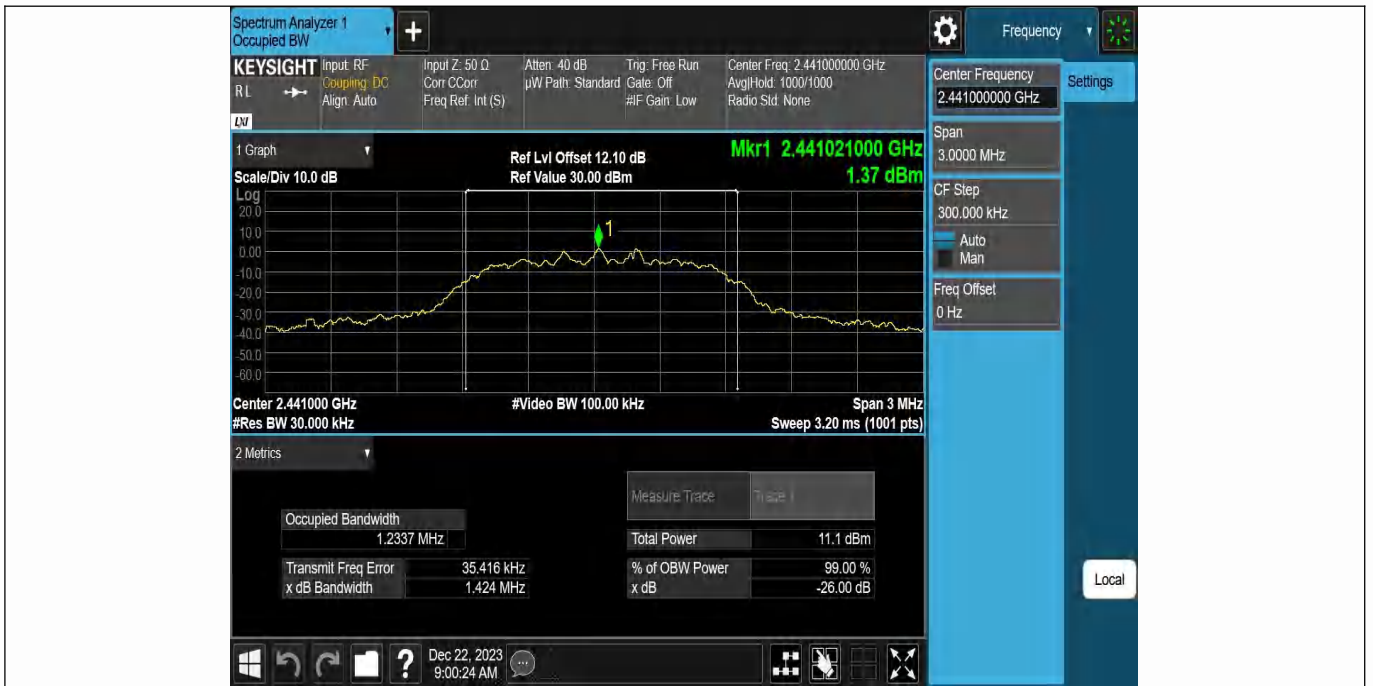 Spectrum Analyzer 1
Occupied BW
+
Frequency
KEYSIGHT
R L
LXI
Input: RF
Coupling: DC
Align: Auto
Input Z: 50 Ω
Corr CCorr
Freq Ref: Int (S)
Atten: 40 dB
µW Path: Standard
Trig: Free Run
Gate: Off
#IF Gain: Low
Center Freq: 2.441000000 GHz
Avg|Hold: 1000/1000
Radio Std: None
Center Frequency
2.441000000 GHz
Settings
Span
3.0000 MHz
CF Step
300.000 kHz
Auto
Man
Freq Offset
0 Hz
Local
1 Graph
Scale/Div 10.0 dB
Ref Lvl Offset 12.10 dB
Ref Value 30.00 dBm
Mkr1 2.441021000 GHz
1.37 dBm
Log
20.0
10.0
0.00
-10.0
-20.0
-30.0
-40.0
-50.0
-60.0
1
Center 2.441000 GHz
#Video BW 100.00 kHz
Span 3 MHz
#Res BW 30.000 kHz
Sweep 3.20 ms (1001 pts)
2 Metrics
Measure Trace
Trace 1
Occupied Bandwidth
1.2337 MHz
Total Power
11.1 dBm
Transmit Freq Error
35.416 kHz
% of OBW Power
99.00 %
x dB Bandwidth
1.424 MHz
x dB
-26.00 dB
?
Dec 22, 2023
9:00:24 AM